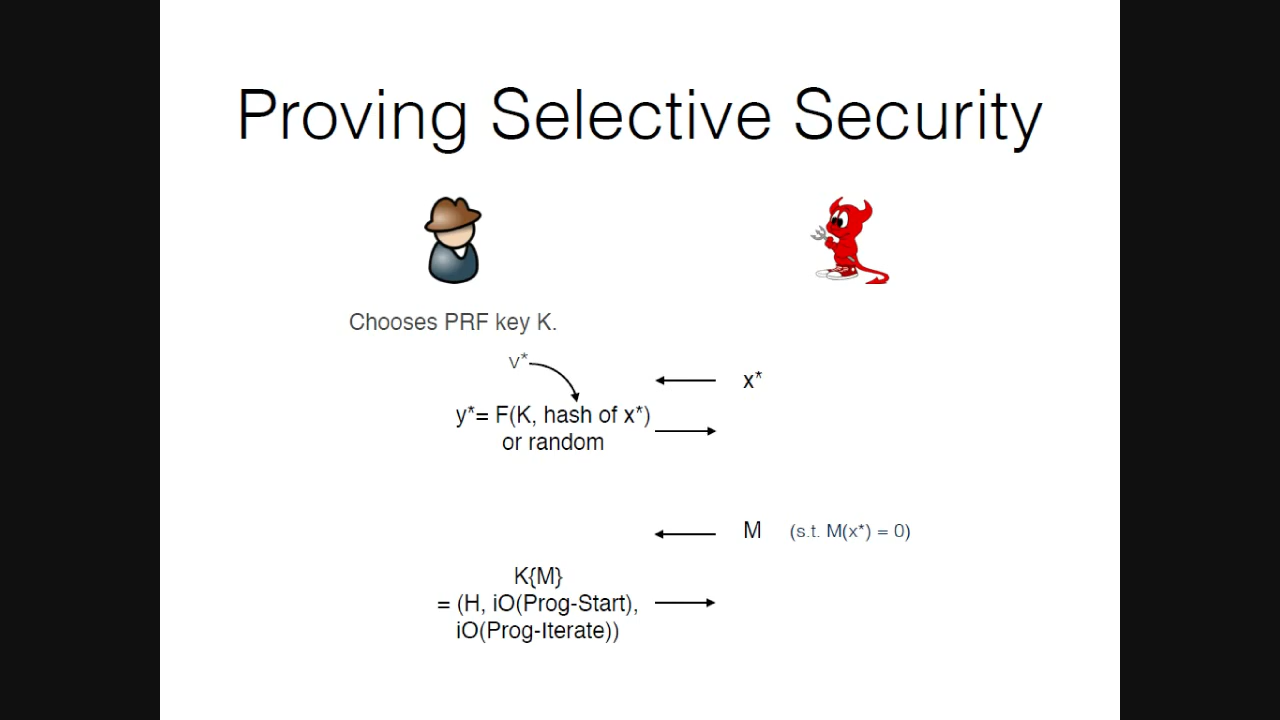 Proving Selective Security
Chooses PRF key K.
v*
x*
y*= F(K, hash of x*)
or random
M (s.t. M(x*) = 0)
K{M}
= (H, iO(Prog-Start),
iO(Prog-Iterate))